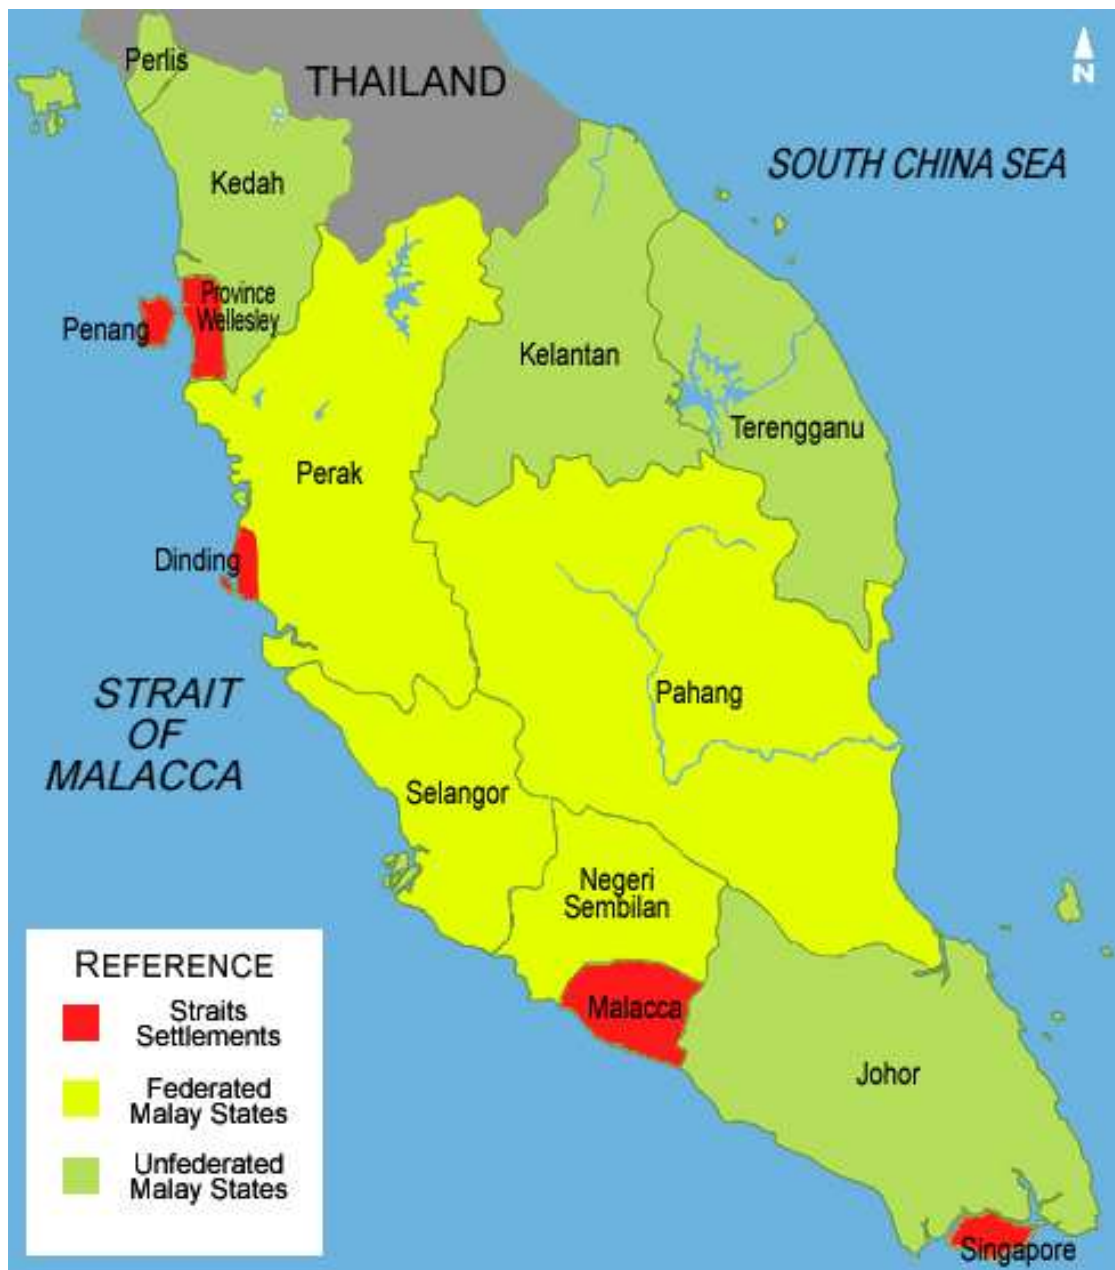 Perlis
THAILAND
N
SOUTH CHINA SEA
Kedah
Province
Wellesley
Penang
Kelantan
Terengganu
Perak
Dinding
STRAIT
OF
MALACCA
Pahang
Selangor
Negeri
Sembilan
Malacca
Johor
Singapore
REFERENCE
Straits
Settlements
Federated
Malay States
Unfederated
Malay States